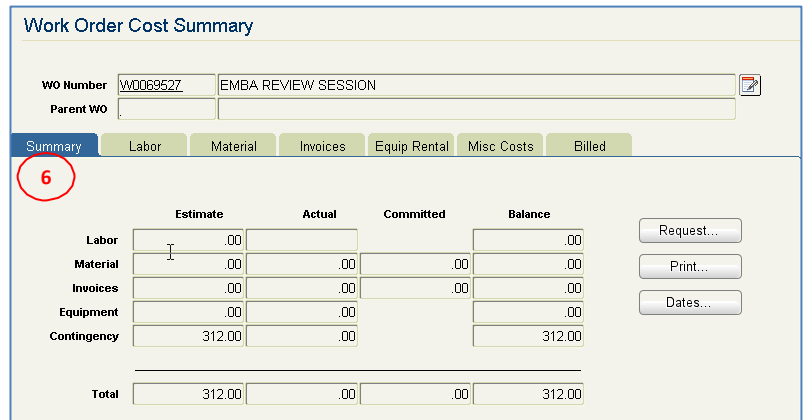 Work Order Cost Summary
WO Number W0069527 EMBA REVIEW SESSION
Parent WO .
Summary Labor Material Invoices Equip Rental Misc Costs Billed
6
Estimate Actual Committed Balance
Labor .00 .00
Material .00 .00 .00 .00
Invoices .00 .00 .00 .00
Equipment .00 .00 .00
Contingency 312.00 .00 312.00
Total 312.00 .00 .00 312.00
Request...
Print...
Dates...